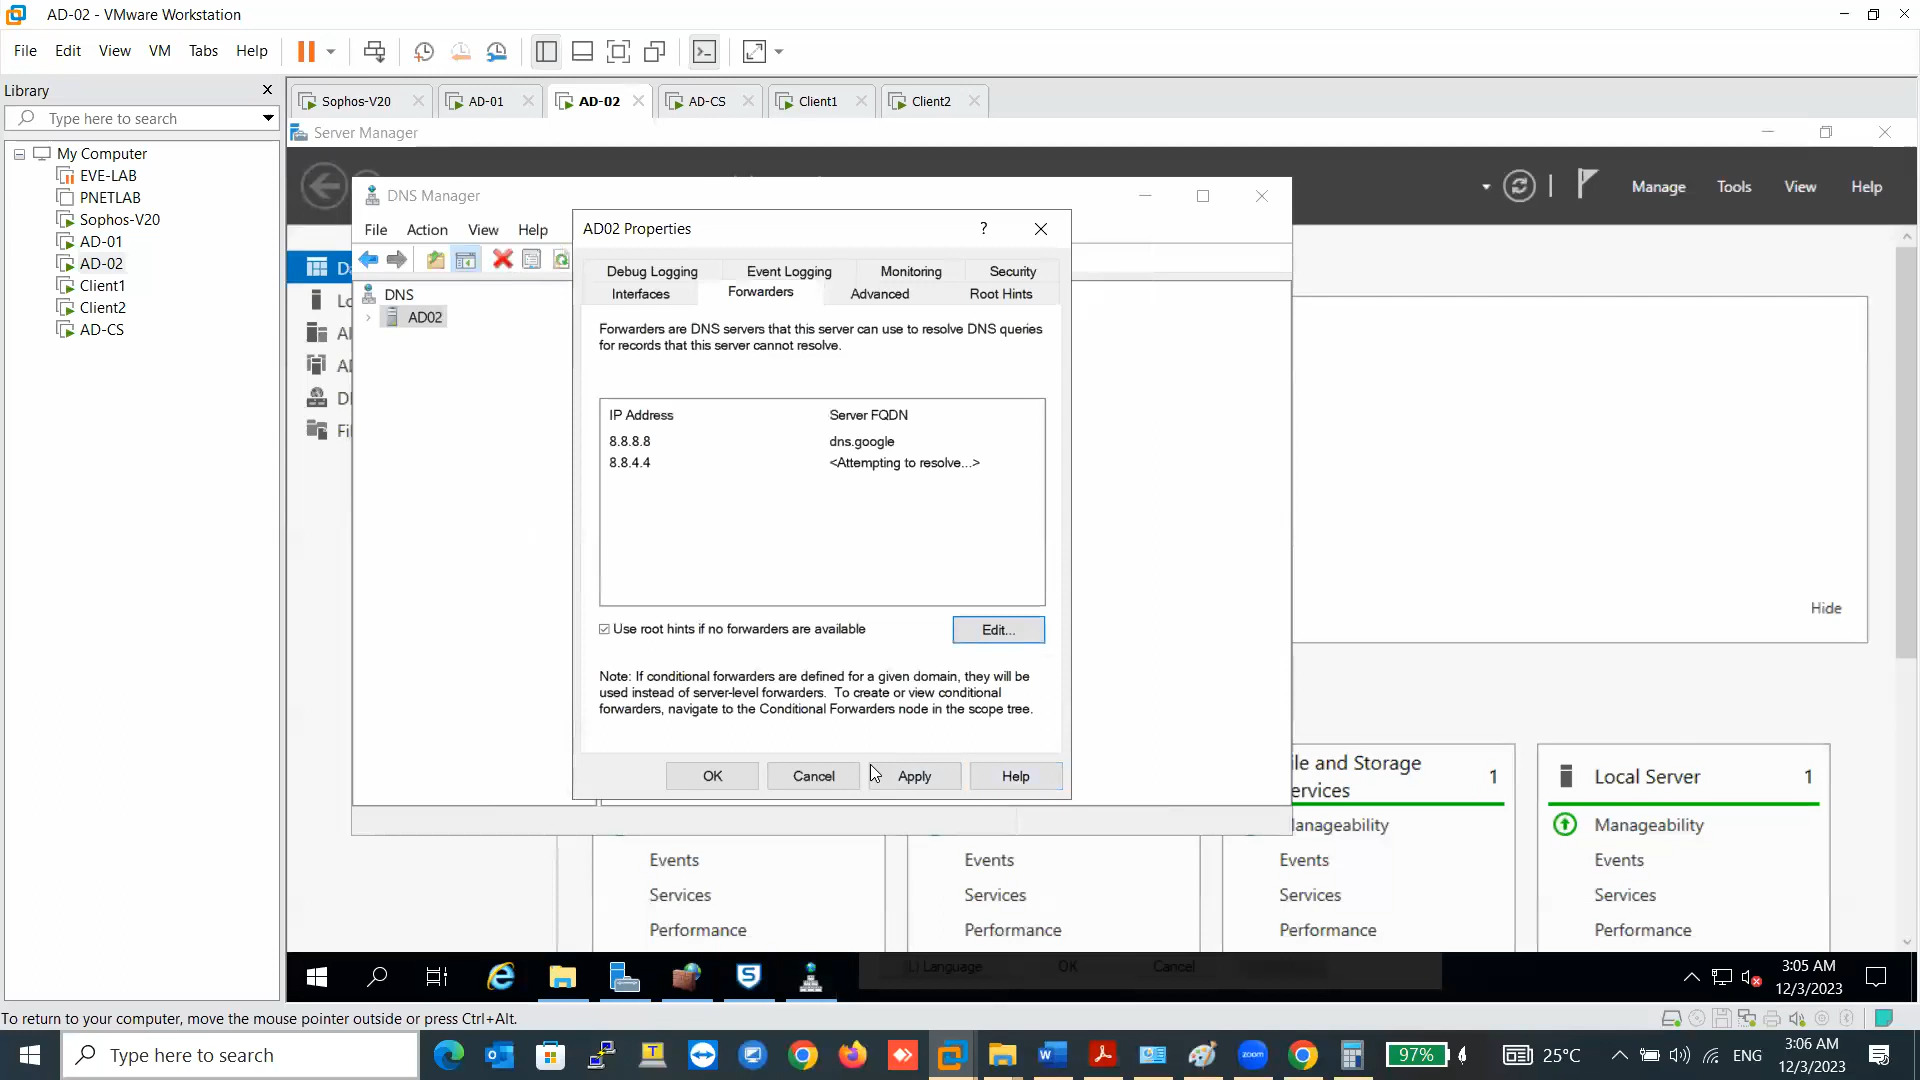 AD-02 - VMware Workstation
File Edit View VM Tabs Help
Library
Type here to search
My Computer
EVE-LAB
PNETLAB
Sophos-V20
AD-01
AD-02
Client1
Client2
AD-CS
Sophos-V20 AD-01 AD-02 AD-CS Client1 Client2
Server Manager
Manage Tools View Help
DNS Manager
File Action View Help
DNS
AD02
AD02 Properties
?
Debug Logging Event Logging Monitoring Security
Interfaces Forwarders Advanced Root Hints
Forwarders are DNS servers that this server can use to resolve DNS queries
for records that this server cannot resolve.
IP Address Server FQDN
8.8.8.8 dns.google
8.8.4.4 <Attempting to resolve...>
Use root hints if no forwarders are available
Edit...
Note: If conditional forwarders are defined for a given domain, they will be
used instead of server-level forwarders. To create or view conditional
forwarders, navigate to the Conditional Forwarders node in the scope tree.
OK Cancel Apply Help
Hide
ile and Storage
ervices
1
Local Server 1
anageability
Manageability
Events Events Events Events
Services Services Services Services
Performance Performance Performance Performance
(L) Language OK Cancel
3:05 AM
12/3/2023
To return to your computer, move the mouse pointer outside or press Ctrl+Alt.
Type here to search
zoom
97%
25°C
ENG
3:06 AM
12/3/2023